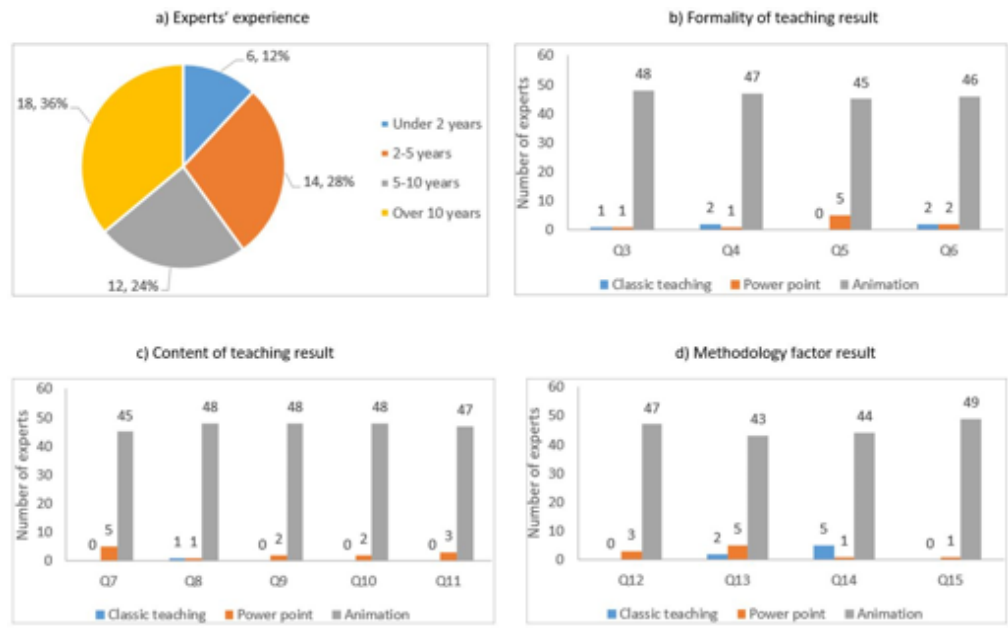 a) Experts' experience
6, 12%
18, 36%
14, 28%
12, 24%
Under 2 years
2-5 years
5-10 years
Over 10 years
b) Formality of teaching result
Number of experts
60
50
40
30
20
10
0
1 1 48
2 1 47
0 5 45
2 2 46
Q3 Q4 Q5 Q6
Classic teaching Power point Animation
c) Content of teaching result
Number of experts
60
50
40
30
20
10
0
0 5 45
1 1 48
0 2 48
0 2 48
0 3 47
Q7 Q8 Q9 Q10 Q11
Classic teaching Power point Animation
d) Methodology factor result
Number of experts
60
50
40
30
20
10
0
0 3 47
2 5 43
5 1 44
0 1 49
Q12 Q13 Q14 Q15
Classic teaching Power point Animation